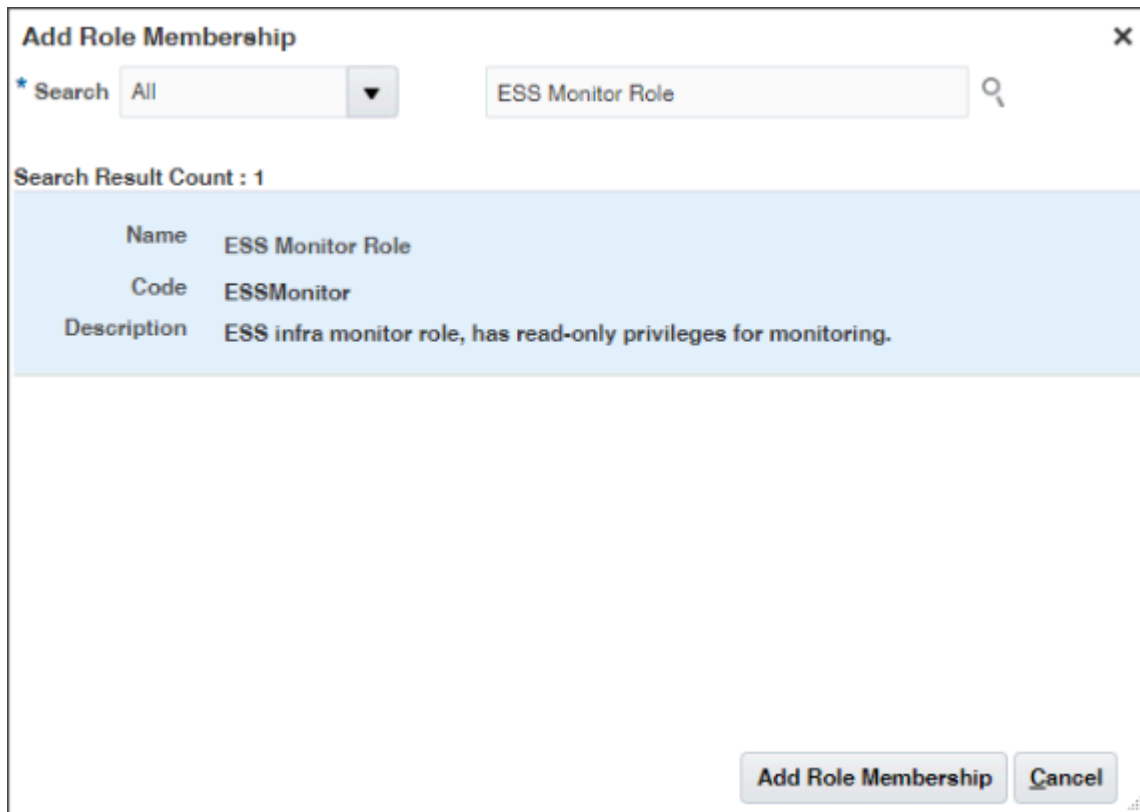 Add Role Membership
* Search All ESS Monitor Role
Search Result Count : 1
Name ESS Monitor Role
Code ESSMonitor
Description ESS infra monitor role, has read-only privileges for monitoring.
Add Role Membership Cancel